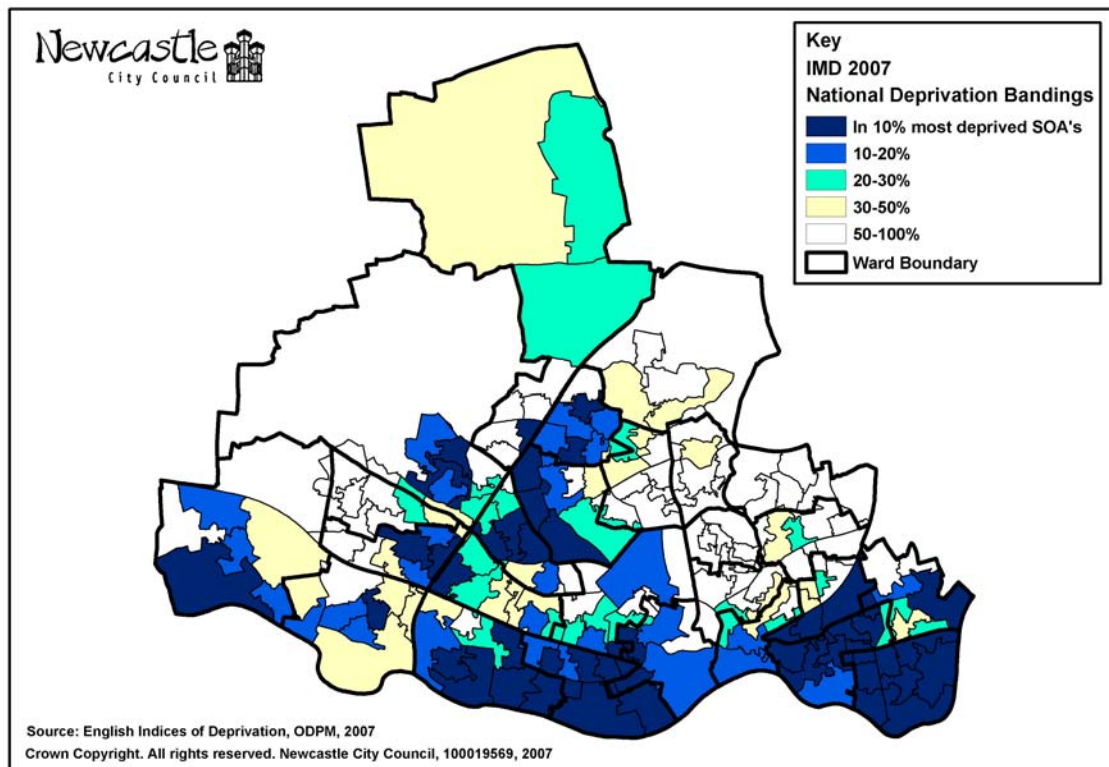 Newcastle
City Council
Key
IMD 2007
National Deprivation Bandings
In 10% most deprived SOA's
10-20%
20-30%
30-50%
50-100%
Ward Boundary
Source: English Indices of Deprivation, ODPM, 2007
Crown Copyright. All rights reserved. Newcastle City Council, 100019569, 2007